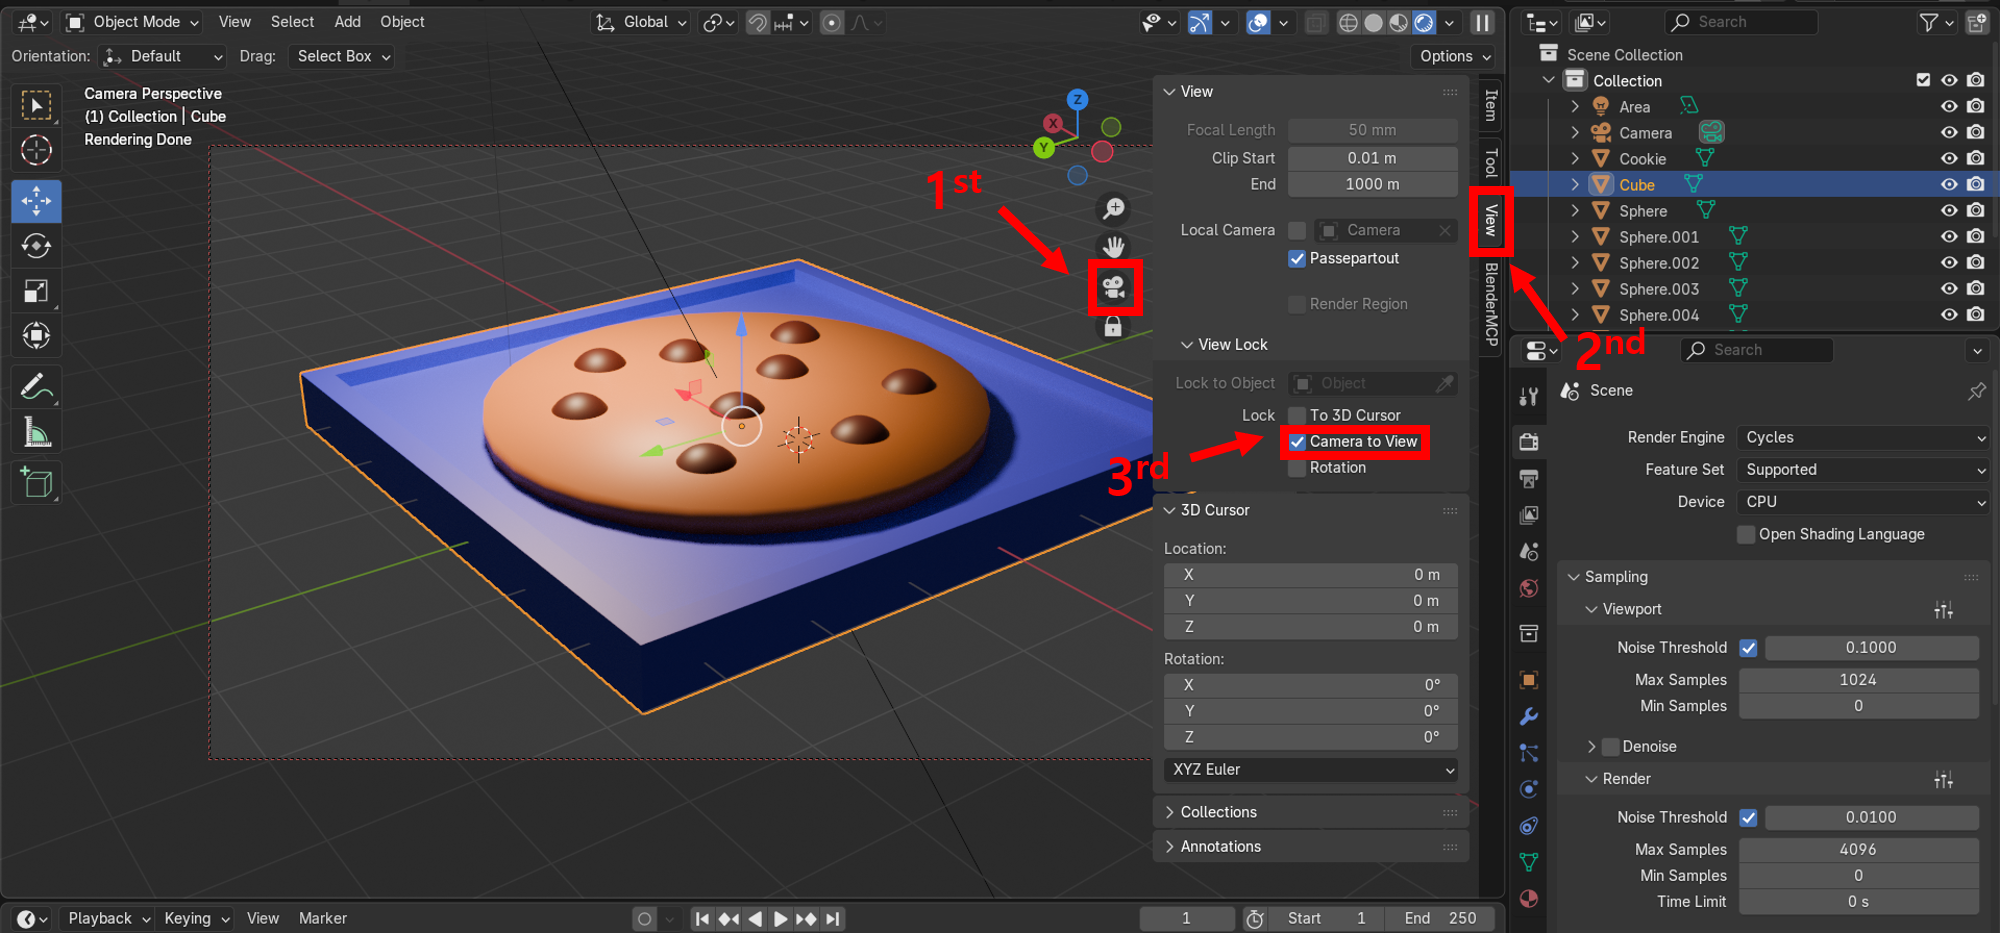 Object Mode View Select Add Object Global
Orientation: Default Drag: Select Box Options
Camera Perspective
(1) Collection | Cube
Rendering Done
Z
X
Y
1st
2nd
3rd
View
Focal Length 50 mm
Clip Start 0.01 m
End 1000 m
Local Camera Camera
Passepartout
Render Region
View Lock
Lock to Object Object
Lock To 3D Cursor
Camera to View
Rotation
3D Cursor
Location:
X 0 m
Y 0 m
Z 0 m
Rotation:
X 0°
Y 0°
Z 0°
XYZ Euler
Collections
Annotations
Item
Tool
View
BlenderMCP
Search
Scene Collection
Collection
Area
Camera
Cookie
Cube
Sphere
Sphere.001
Sphere.002
Sphere.003
Sphere.004
Search
Scene
Render Engine Cycles
Feature Set Supported
Device CPU
Open Shading Language
Sampling
Viewport
Noise Threshold 0.1000
Max Samples 1024
Min Samples 0
Denoise
Render
Noise Threshold 0.0100
Max Samples 4096
Min Samples 0
Time Limit 0 s
Playback Keying View Marker 1 Start 1 End 250